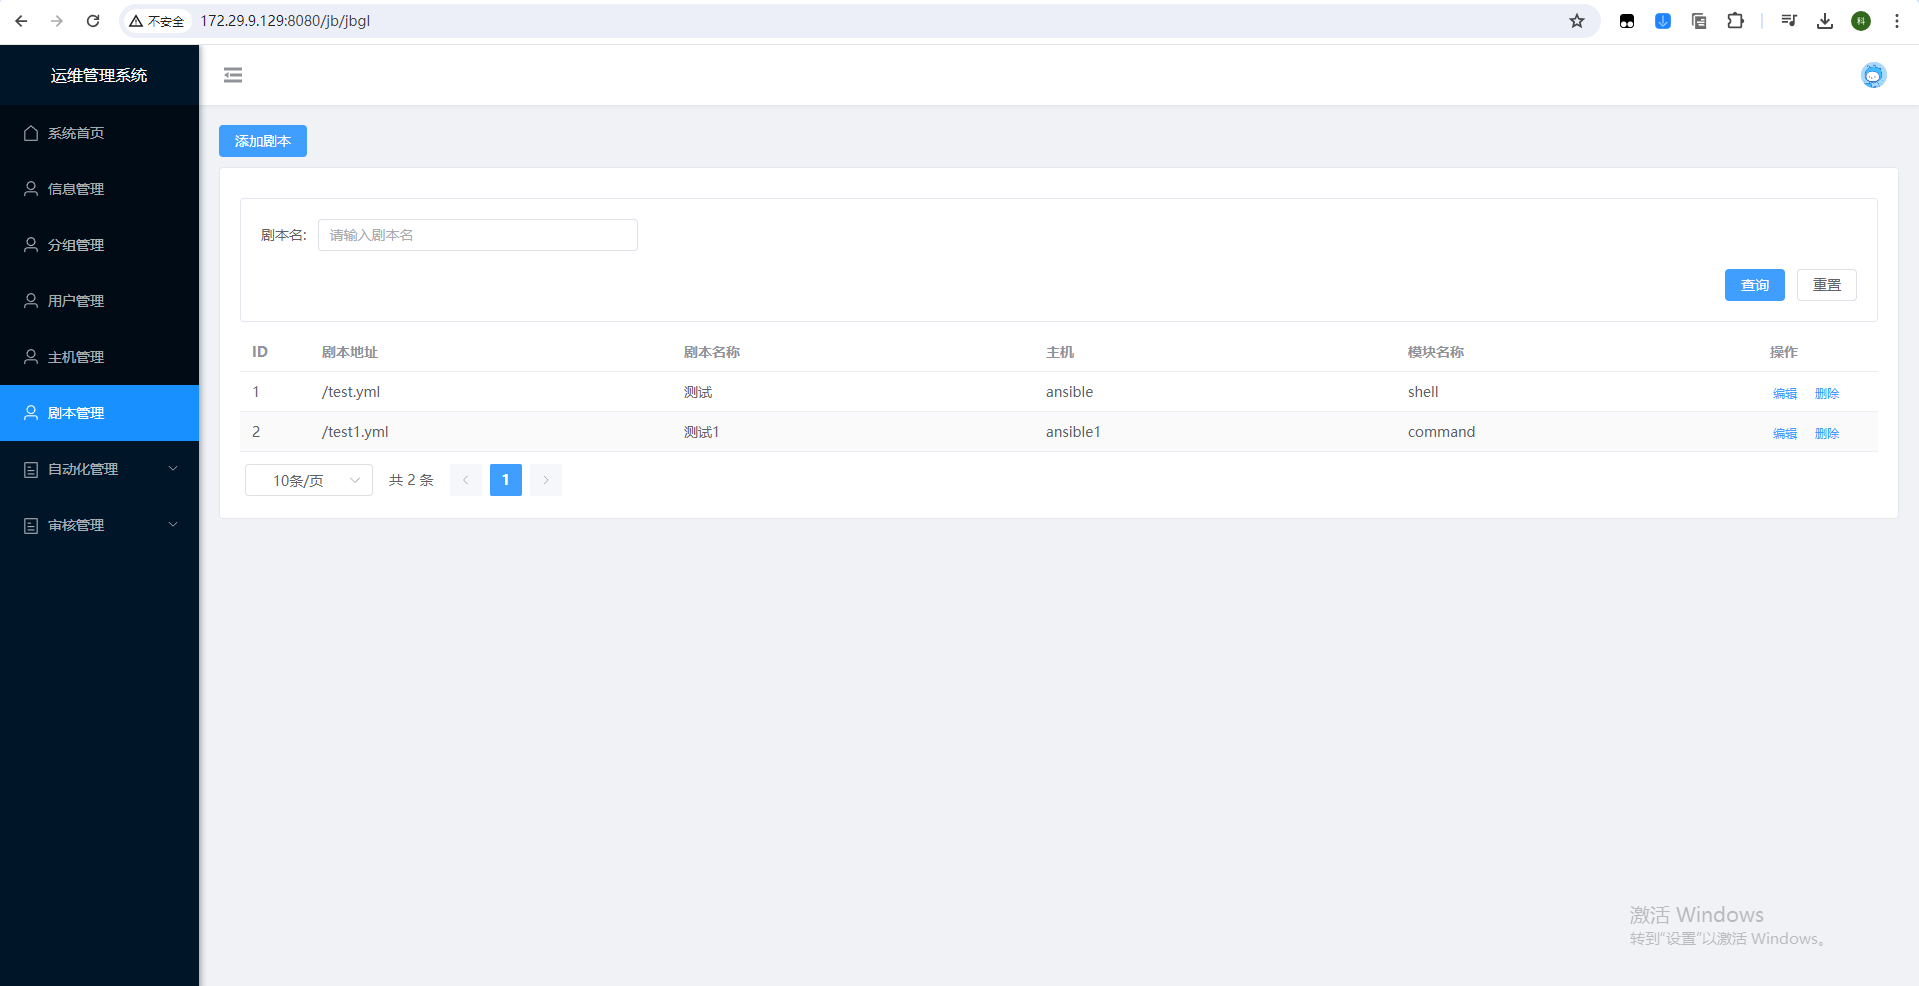 不安全 172.29.9.129:8080/jb/jbgl
科
运维管理系统
系统首页
信息管理
分组管理
用户管理
主机管理
剧本管理
自动化管理
审核管理
添加剧本
剧本名: 请输入剧本名
查询 重置
ID 剧本地址 剧本名称 主机 模块名称 操作
1 /test.yml 测试 ansible shell 编辑 删除
2 /test1.yml 测试1 ansible1 command 编辑 删除
10条/页 共 2 条 1
激活 Windows
转到"设置"以激活 Windows。